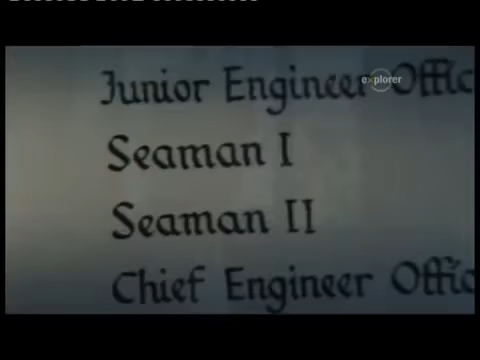 explorer
Junior Engineer Offic
Seaman I
Seaman II
Chief Engineer Offic